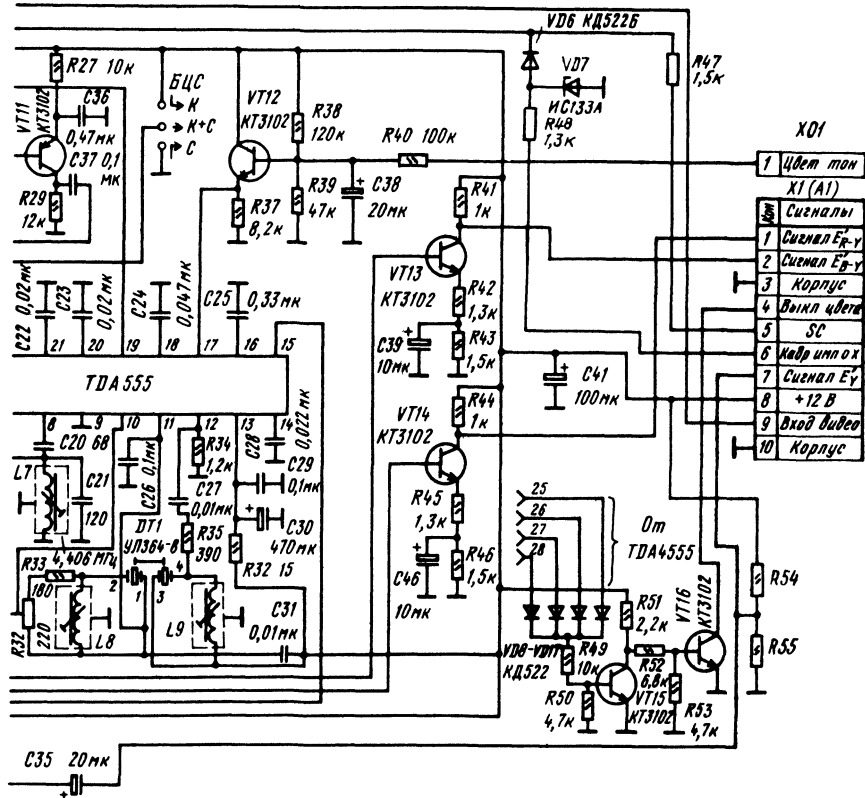 VD6 КД522Б
R27 10к
БЦС
К
К+С
С
VT11
КТ3102
C36
0,47мк
C37 0,1
мк
R29
12к
VT12
КТ3102
R38
120к
R37
8,2к
R39
47к
C38
20мк
R40 100к
VD7
ИС133А
R48
1,3к
R47
1,5к
X01
1 Цвет тон
X1 (А1)
Кон Сигналы
1 Сигнал E'R-Y
2 Сигнал E'B-Y
3 Корпус
4 Выкл цвета
5 SC
6 Кадр имп о х
7 Сигнал E'Y
8 +12 В
9 Вход видео
10 Корпус
R41
1к
VT13
КТ3102
R42
1,3к
R43
1,5к
C39
10мк
C22 0,02мк
C23 0,02мк
C24 0,047мк
C25 0,33мк
21 20 19 18 17 16 15
TDA555
8 9 10 11 12 13 14
C41
100мк
R44
1к
VT14
КТ3102
R45
1,3к
R46
1,5к
C46
10мк
C20 68
L7
C21
120
4,406 МГц
C26 0,1мк
C27
0,01мк
R34
1,2к
C28
0,022мк
C29
0,1мк
C30
470мк
R35
390
R32 15
DT1
УЛЗ64-8
2 1 3 4
R33
180
R32
220
L8
L9
C31
0,01мк
25
26
27
28
От
TDA4555
VD8-VD11
КД522
R49
10к
R50
4,7к
R51
2,2к
R52
6,8к
VT15
КТ3102
VT16
КТ3102
R53
4,7к
R54
R55
C35 20мк